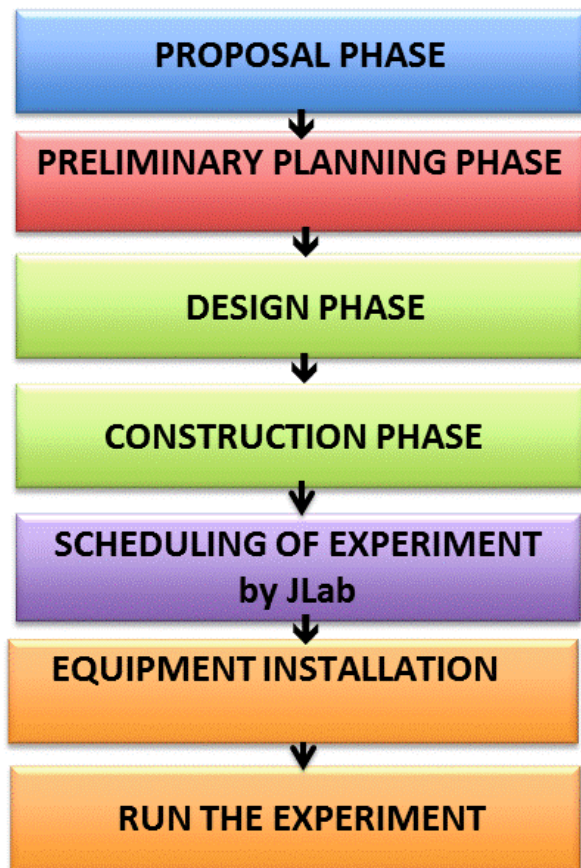 PROPOSAL PHASE
PRELIMINARY PLANNING PHASE
DESIGN PHASE
CONSTRUCTION PHASE
SCHEDULING OF EXPERIMENT
by JLab
EQUIPMENT INSTALLATION
RUN THE EXPERIMENT